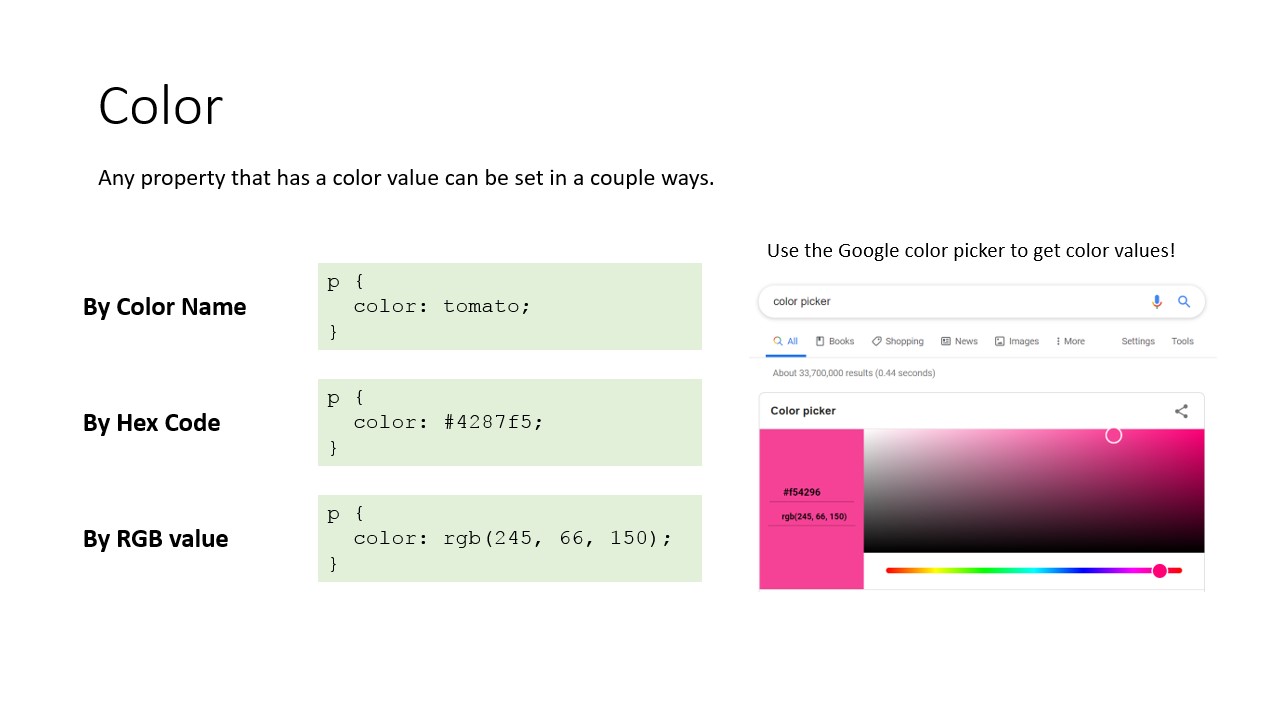 Color
Any property that has a color value can be set in a couple ways.
By Color Name
p {
  color: tomato;
}
By Hex Code
p {
  color: #4287f5;
}
By RGB value
p {
  color: rgb(245, 66, 150);
}
Use the Google color picker to get color values!
color picker
All Books Shopping News Images More Settings Tools
About 33,700,000 results (0.44 seconds)
Color picker
#f54296
rgb(245, 66, 150)